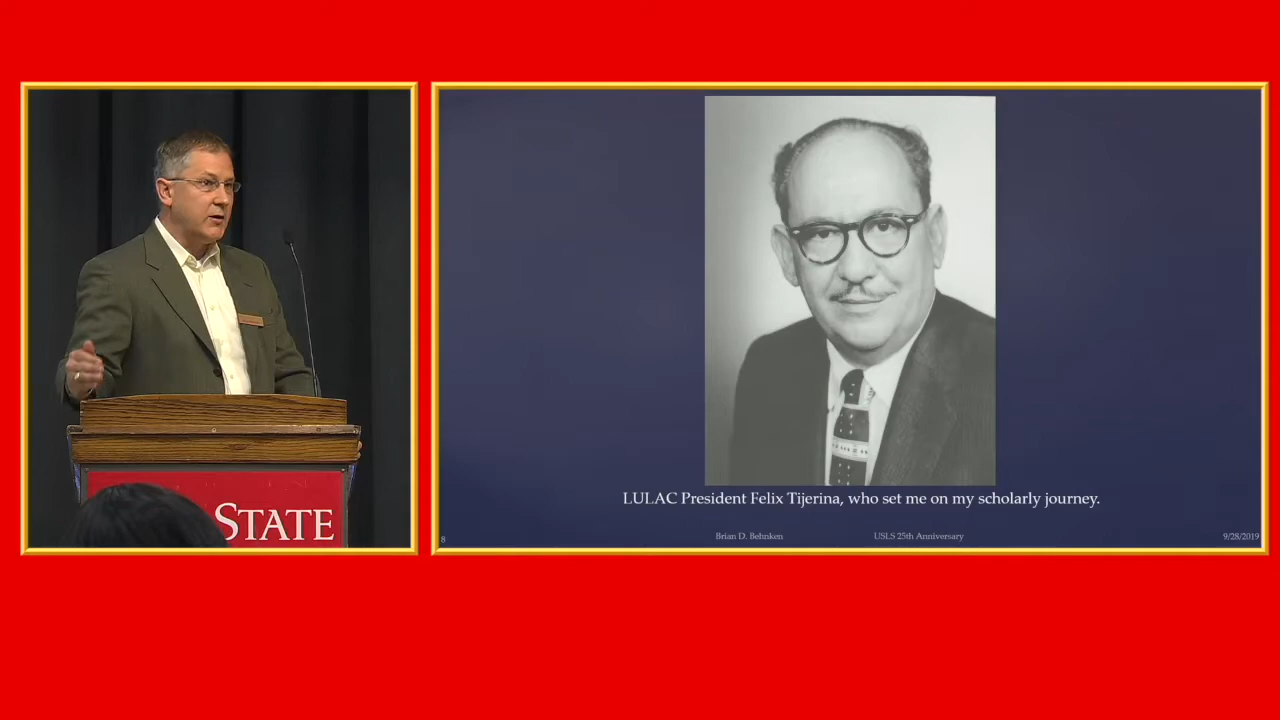 STATE
LULAC President Felix Tijerina, who set me on my scholarly journey.
8
Brian D. Behnken
USLS 25th Anniversary
9/28/2019